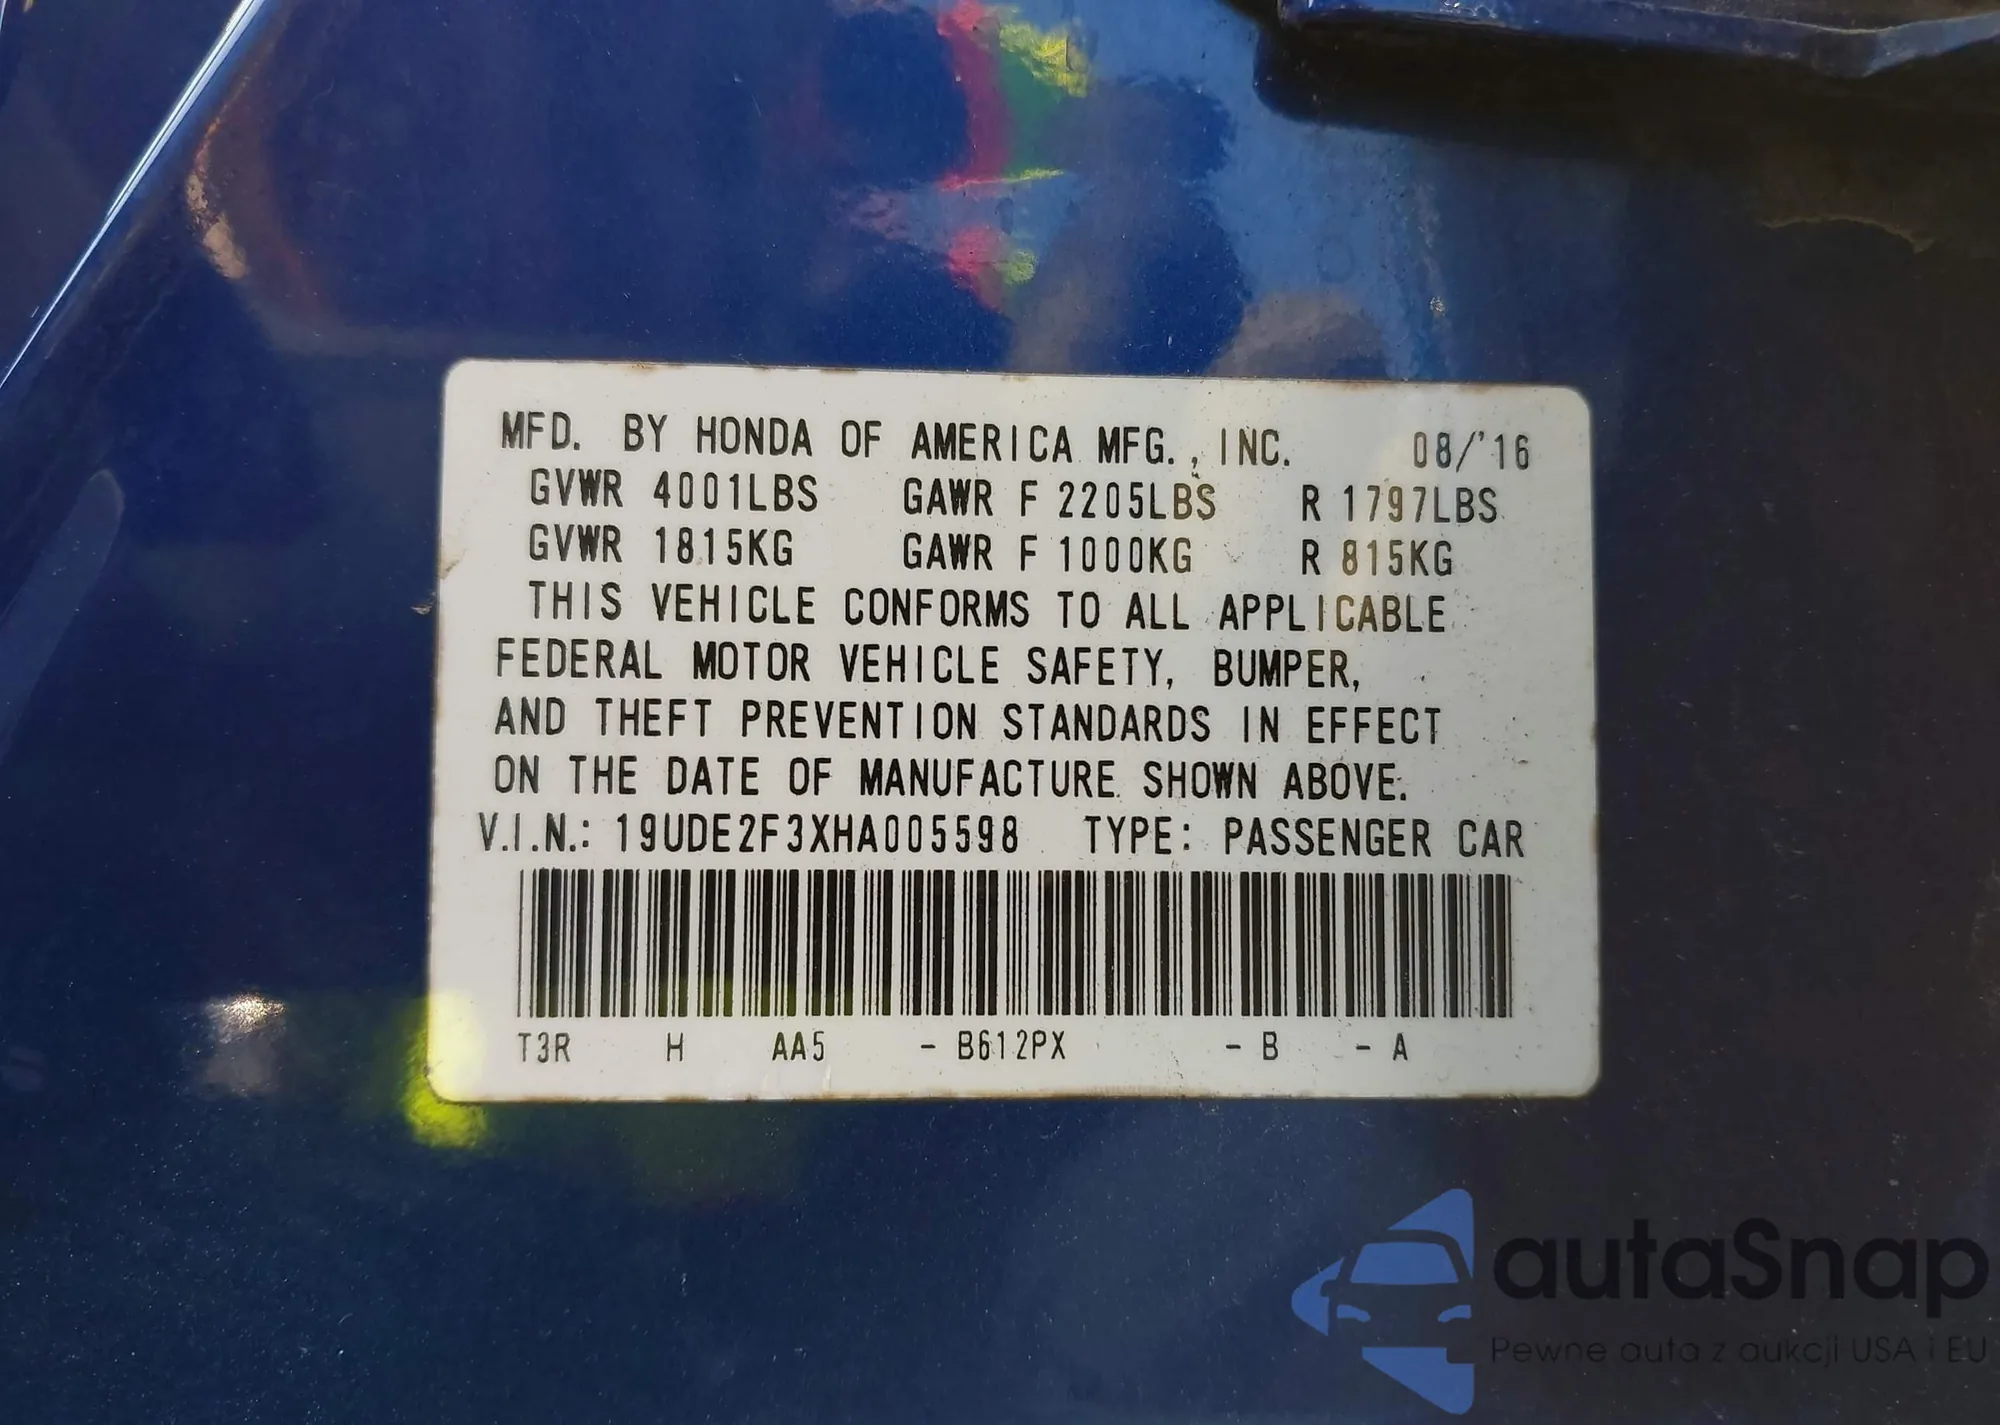 MFD. BY HONDA OF AMERICA MFG., INC. 08/'16
GVWR 4001LBS GAWR F 2205LBS R 1797LBS
GVWR 1815KG GAWR F 1000KG R 815KG
THIS VEHICLE CONFORMS TO ALL APPLICABLE
FEDERAL MOTOR VEHICLE SAFETY, BUMPER,
AND THEFT PREVENTION STANDARDS IN EFFECT
ON THE DATE OF MANUFACTURE SHOWN ABOVE.
V.I.N.: 19UDE2F3XHA005598 TYPE: PASSENGER CAR
T3R H AA5 - B612PX - B - A
autaSnap
Pewne auta z aukcji USA i EU